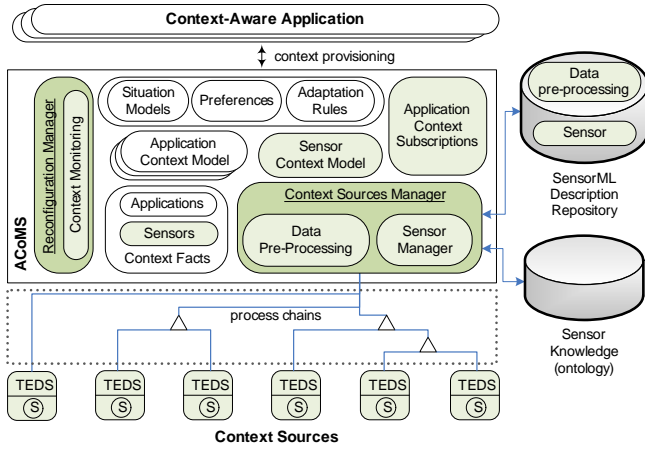 Context-Aware Application
context provisioning
ACoMS
Reconfiguration Manager
Context Monitoring
Situation
Models
Preferences
Adaptation
Rules
Application
Context
Subscriptions
Application
Context Model
Sensor
Context Model
Applications
Sensors
Context Facts
Context Sources Manager
Data
Pre-Processing
Sensor
Manager
Data
pre-processing
Sensor
SensorML
Description
Repository
Sensor
Knowledge
(ontology)
process chains
TEDS
S
TEDS
S
TEDS
S
TEDS
S
TEDS
S
TEDS
S
Context Sources